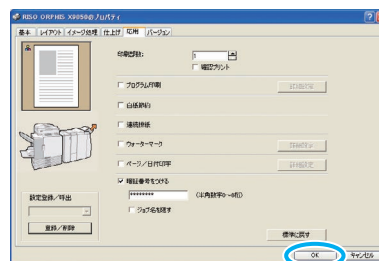 RISO ORPHIS X9050のプロパティ
基本 レイアウト イメージ処理 仕上げ 応用 バージョン
印刷部数: 1
確認プリント
プログラム印刷
白紙節約
連続排紙
ウォーターマーク
ページ/日付印字
暗証番号をつける
******** (半角数字0~8桁)
ジョブ名を隠す
設定登録/呼出
登録/削除
標準に戻す
OK キャンセル